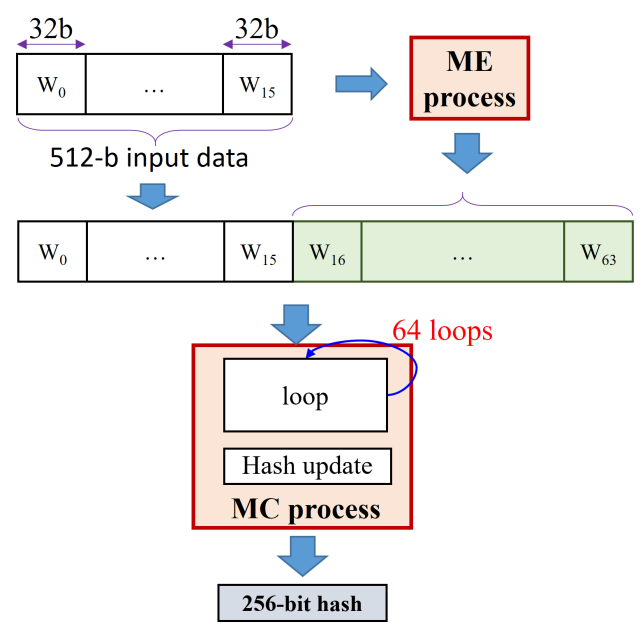 32b 32b
W0 ... W15
ME
process
512-b input data
W0 ... W15 W16 ... W63
64 loops
loop
Hash update
MC process
256-bit hash